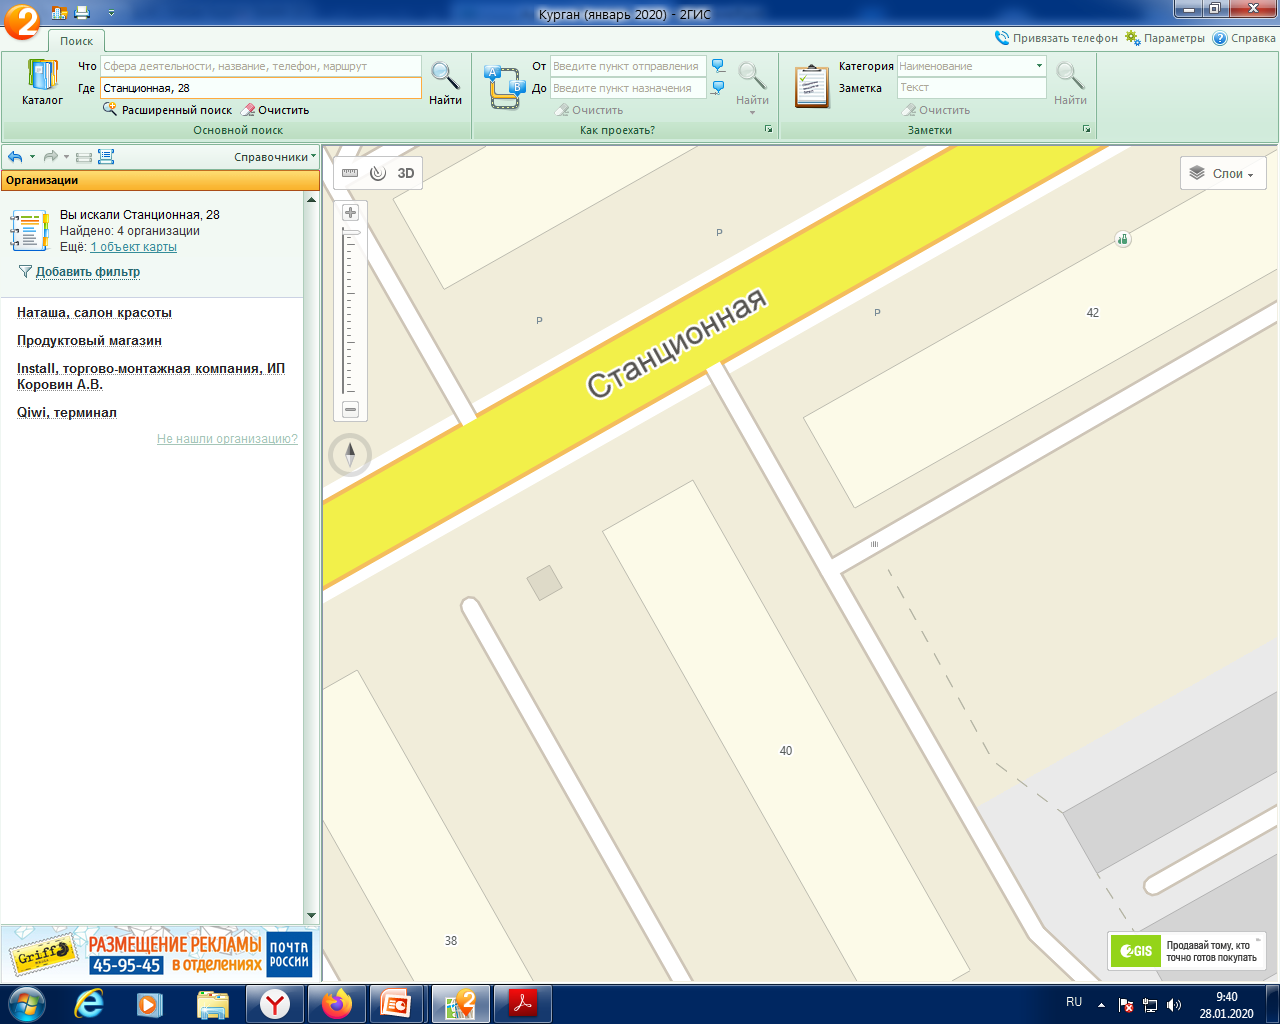 Курган (январь 2020) - 2ГИС
Поиск
Привязать телефон Параметры Справка
Каталог
Что Сфера деятельности, название, телефон, маршрут
Где Станционная, 28
Расширенный поиск Очистить
Найти
Основной поиск
От Введите пункт отправления
До Введите пункт назначения
Очистить
Найти
Как проехать?
Категория Наименование
Заметка Текст
Очистить
Найти
Заметки
Справочники
Организации
Вы искали Станционная, 28
Найдено: 4 организации
Ещё: 1 объект карты
Добавить фильтр
Наташа, салон красоты
Продуктовый магазин
Install, торгово-монтажная компания, ИП
Коровин А.В.
Qiwi, терминал
Не нашли организацию?
Griff
РАЗМЕЩЕНИЕ РЕКЛАМЫ
45-95-45 в отделениях
ПОЧТА
РОССИИ
3D
Слои
P
P
P
42
Станционная
40
38
2GIS
Продавай тому, кто
точно готов покупать
RU
9:40
28.01.2020